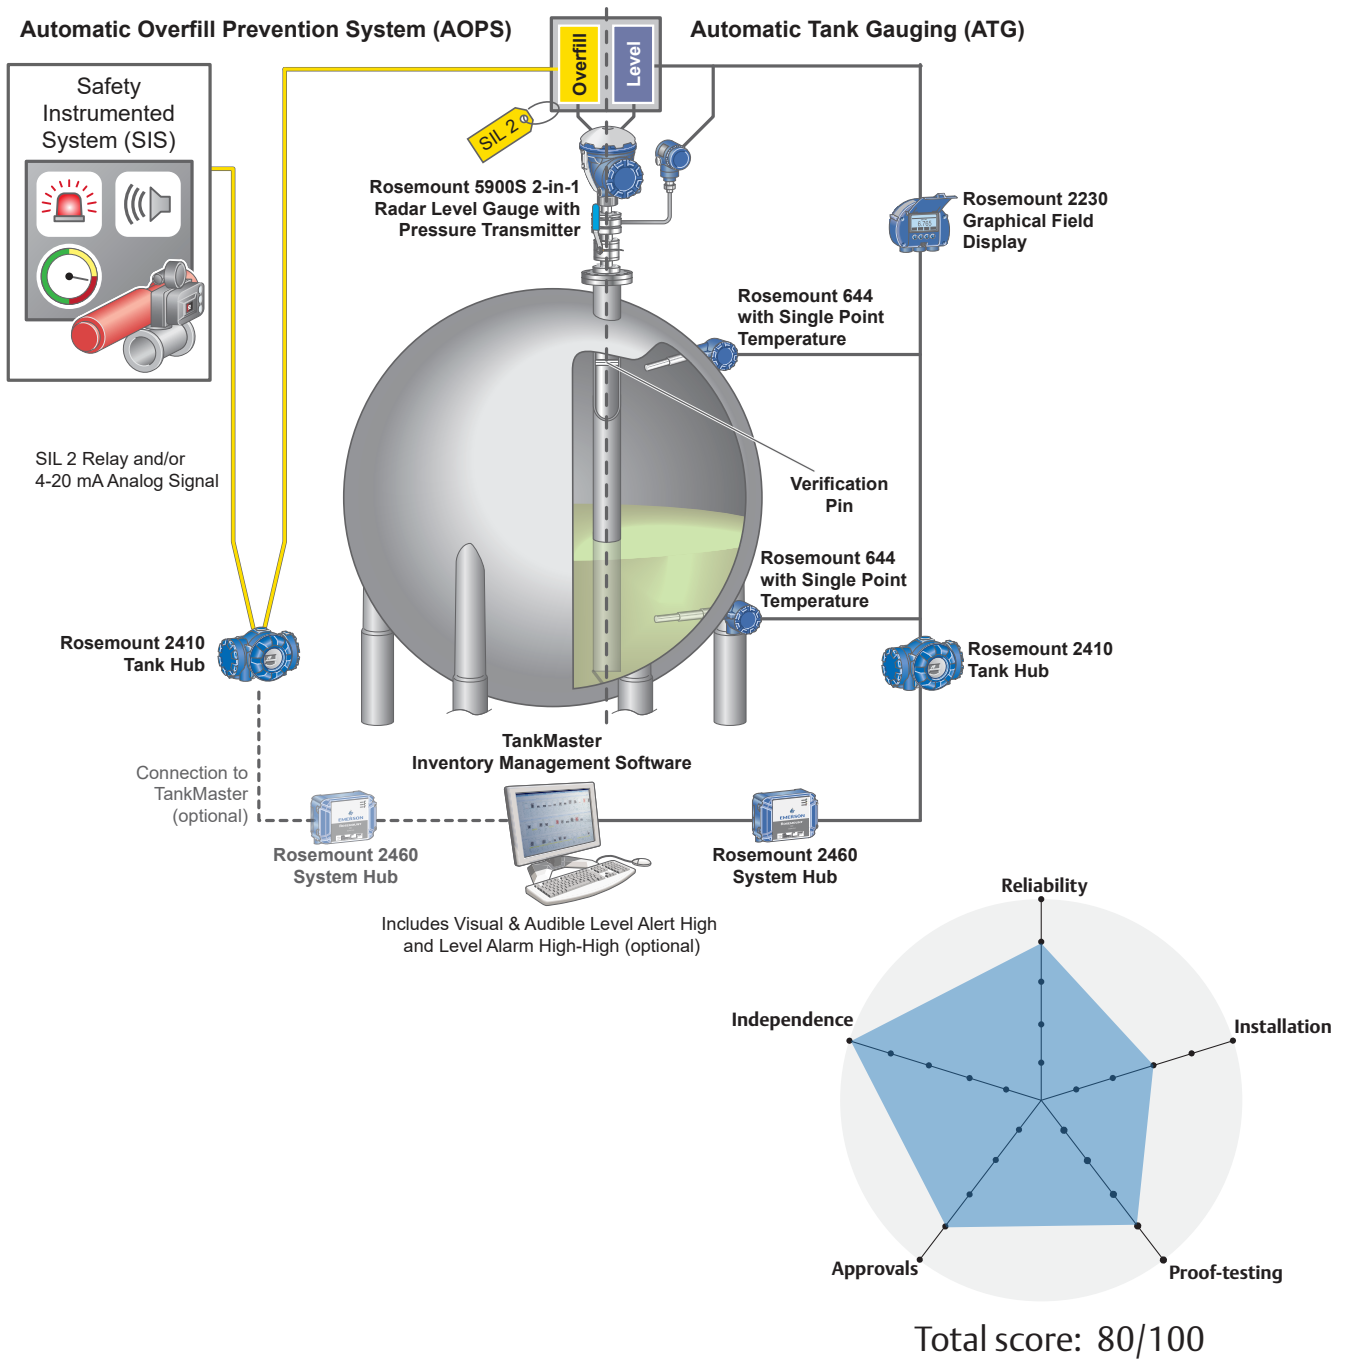 Automatic Overfill Prevention System (AOPS)
Automatic Tank Gauging (ATG)
Overfill
Level
Safety
Instrumented
System (SIS)
SIL 2
Rosemount 5900S 2-in-1
Radar Level Gauge with
Pressure Transmitter
Rosemount 2230
Graphical Field
Display
Rosemount 644
with Single Point
Temperature
SIL 2 Relay and/or
4-20 mA Analog Signal
Verification
Pin
Rosemount 644
with Single Point
Temperature
Rosemount 2410
Tank Hub
Rosemount 2410
Tank Hub
TankMaster
Inventory Management Software
Connection to
TankMaster
(optional)
EMERSON
EMERSON
Rosemount 2460
System Hub
Rosemount 2460
System Hub
Includes Visual & Audible Level Alert High
and Level Alarm High-High (optional)
Reliability
Independence
Installation
Approvals
Proof-testing
Total score: 80/100